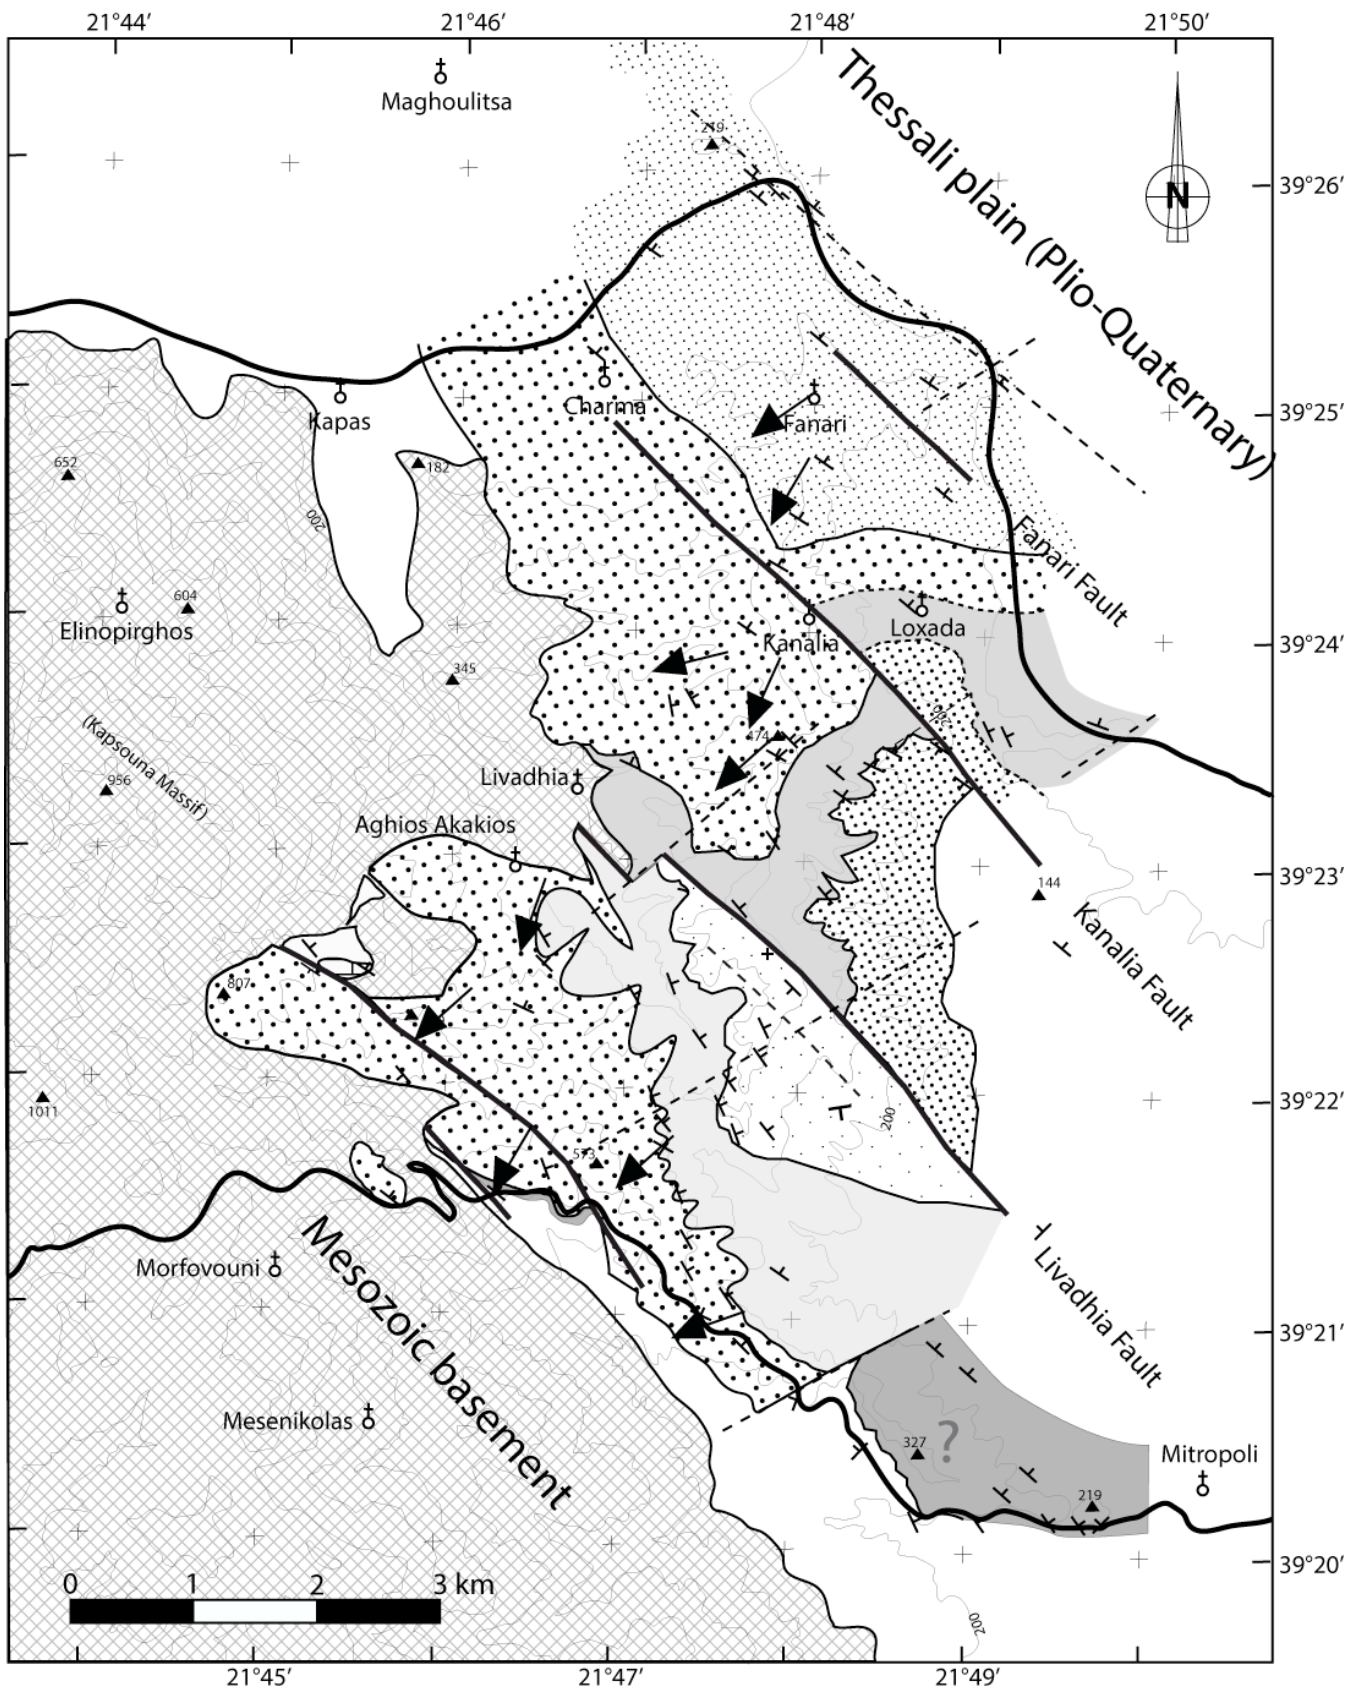 21°44′ 21°46′ 21°48′ 21°50′
Maghoulitsa
Thessali plain (Plio-Quaternary)
219
N
39°26′
Charma
Fanari
Kapas
39°25′
652
182
200
Fanari Fault
604
Elinopirghos
Loxada
Kanalia
39°24′
345
(Kapsouna Massif)
200
474
956
Livadhia
Aghios Akakios
39°23′
144
Kanalia Fault
807
1011
200
39°22′
573
Morfovouni
Mesozoic basement
Livadhia Fault
39°21′
Mesenikolas
327
?
Mitropoli
219
39°20′
0 1 2 3 km
200
21°45′ 21°47′ 21°49′